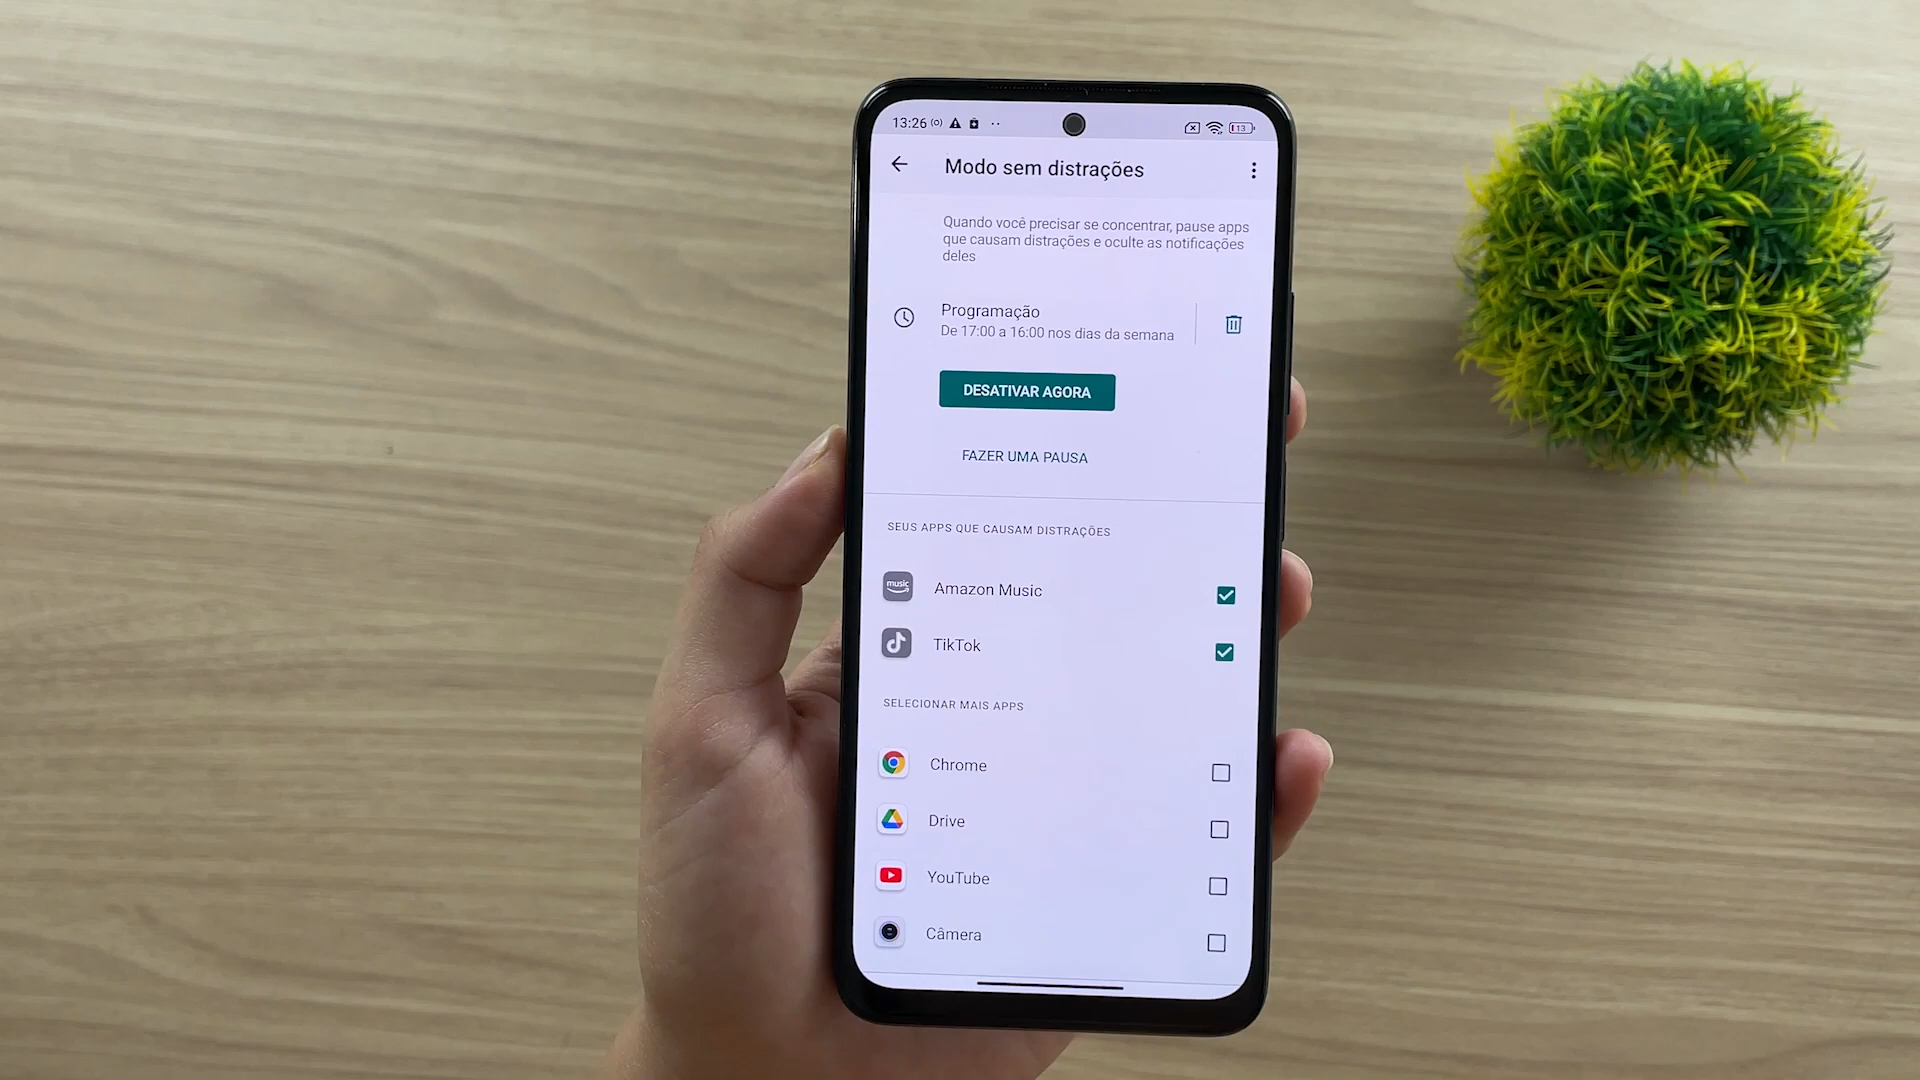 13:26
13
Modo sem distrações
Quando você precisar se concentrar, pause apps
que causam distrações e oculte as notificações
deles
Programação
De 17:00 a 16:00 nos dias da semana
DESATIVAR AGORA
FAZER UMA PAUSA
SEUS APPS QUE CAUSAM DISTRAÇÕES
music
Amazon Music
TikTok
SELECIONAR MAIS APPS
Chrome
Drive
YouTube
Câmera